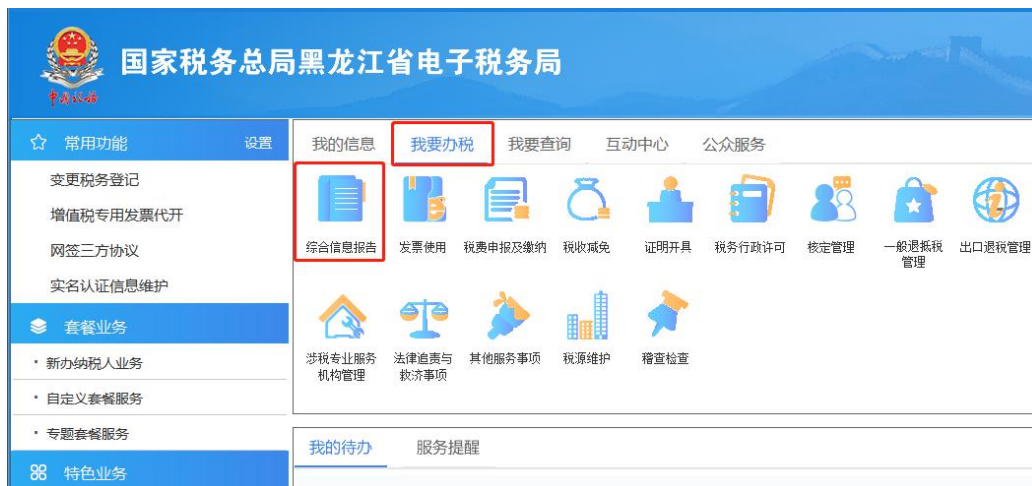 国家税务总局黑龙江省电子税务局
中国税务
常用功能 设置
变更税务登记
增值税专用发票代开
网签三方协议
实名认证信息维护
套餐业务
· 新办纳税人业务
· 自定义套餐服务
· 专题套餐服务
特色业务
我的信息 我要办税 我要查询 互动中心 公众服务
综合信息报告 发票使用 税费申报及缴纳 税收减免 证明开具 税务行政许可 核定管理 一般退抵税 出口退税管理
管理
涉税专业服务 法律追责与 其他服务事项 税源维护 稽查检查
机构管理 救济事项
我的待办 服务提醒